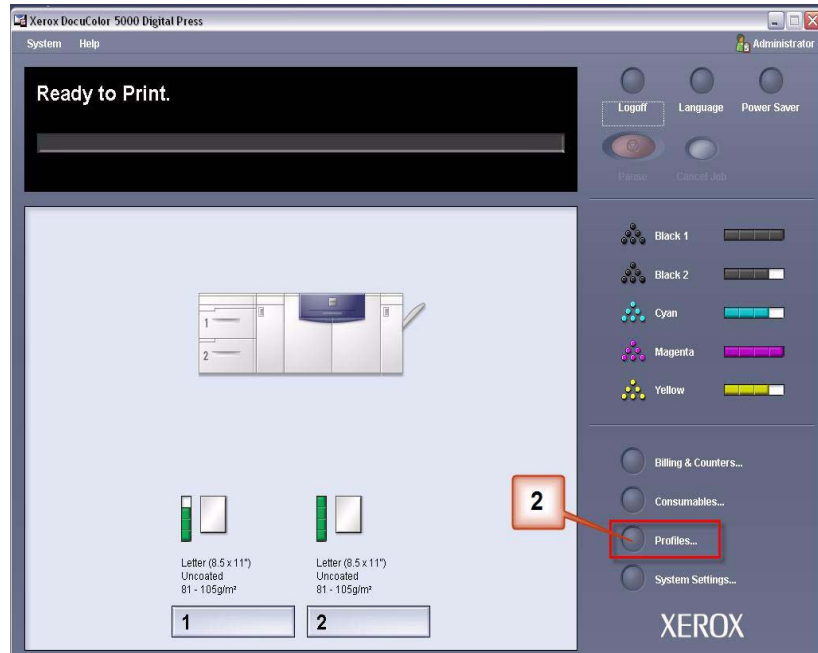 Xerox DocuColor 5000 Digital Press
System Help
Administrator
Ready to Print.
Logoff Language Power Saver
Pause Cancel Job
Black 1
Black 2
Cyan
Magenta
Yellow
1
2
Billing & Counters...
Consumables...
2
Profiles...
System Settings...
Letter (8.5 x 11")
Uncoated
81 - 105g/m²
1
Letter (8.5 x 11")
Uncoated
81 - 105g/m²
2
XEROX